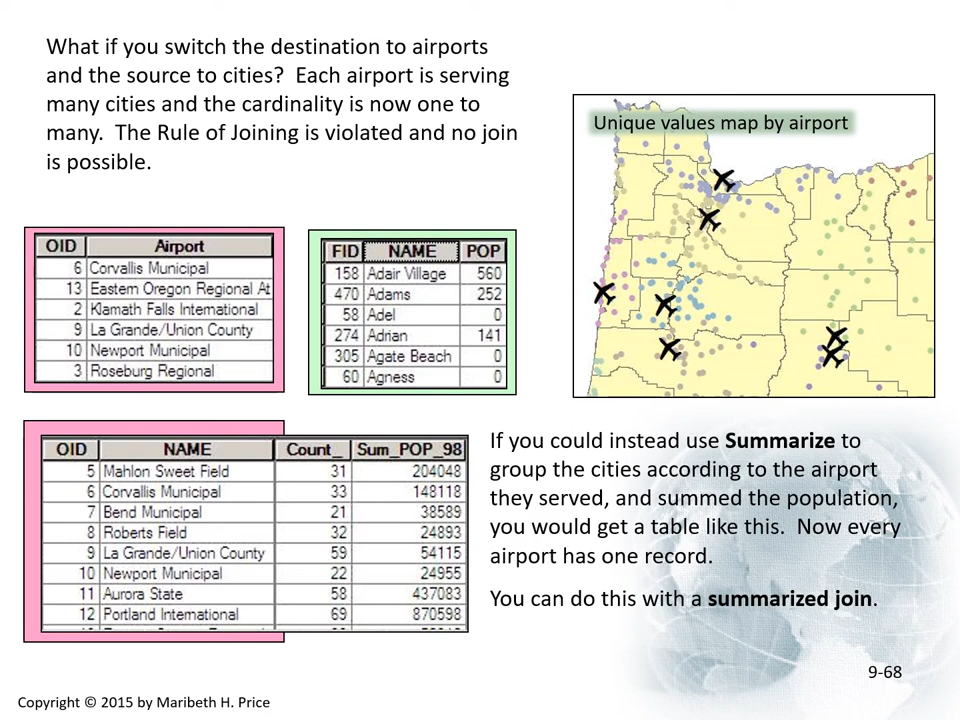 What if you switch the destination to airports
and the source to cities? Each airport is serving
many cities and the cardinality is now one to
many. The Rule of Joining is violated and no join
is possible.
Unique values map by airport
OID Airport
6 Corvallis Municipal
13 Eastern Oregon Regional At
2 Klamath Falls International
9 La Grande/Union County
10 Newport Municipal
3 Roseburg Regional
FID NAME POP
158 Adair Village 560
470 Adams 252
58 Adel 0
274 Adrian 141
305 Agate Beach 0
60 Agness 0
OID NAME Count_ Sum_POP_98
5 Mahlon Sweet Field 31 204048
6 Corvallis Municipal 33 148118
7 Bend Municipal 21 38589
8 Roberts Field 32 24893
9 La Grande/Union County 59 54115
10 Newport Municipal 22 24955
11 Aurora State 58 437083
12 Portland International 69 870598
If you could instead use Summarize to
group the cities according to the airport
they served, and summed the population,
you would get a table like this. Now every
airport has one record.
You can do this with a summarized join.
9-68
Copyright © 2015 by Maribeth H. Price